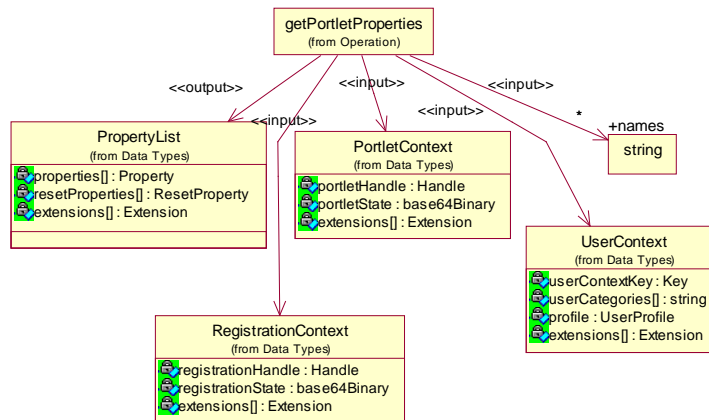 getPortletProperties
(from Operation)
<<output>>
<<input>>
<<input>>
<<input>>
<<input>>
*
+names
string
PropertyList
(from Data Types)
properties[] : Property
resetProperties[] : ResetProperty
extensions[] : Extension
PortletContext
(from Data Types)
portletHandle : Handle
portletState : base64Binary
extensions[] : Extension
UserContext
(from Data Types)
userContextKey : Key
userCategories[] : string
profile : UserProfile
extensions[] : Extension
RegistrationContext
(from Data Types)
registrationHandle : Handle
registrationState : base64Binary
extensions[] : Extension